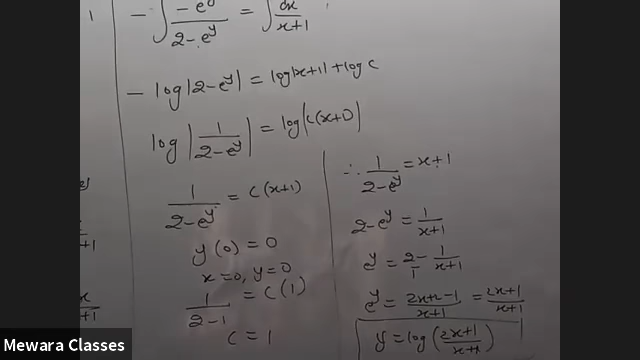 1
- ∫ -e^y / 2-e^y = ∫ dx / x+1
- log|2-e^y| = log|x+1| + log c
log |1 / 2-e^y| = log|c(x+1)|
1 / 2-e^y = c(x+1)
y(0) = 0
x=0, y=0
1 / 2-1 = c(1)
c = 1
∴ 1 / 2-e^y = x+1
2-e^y = 1 / x+1
e^y = 2/1 - 1 / x+1
e^y = 2x+2-1 / x+1 = 2x+1 / x+1
y = log(2x+1 / x+1)
Mewara Classes